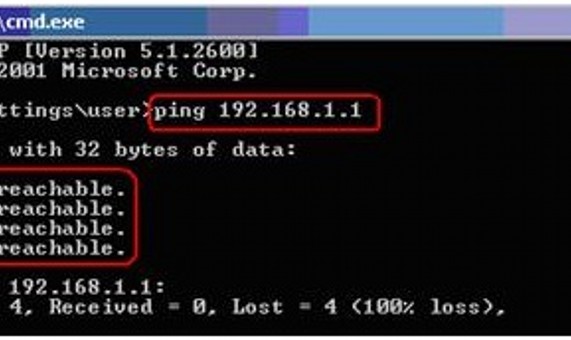 \cmd.exe
P [Version 5.1.2600]
2001 Microsoft Corp.
ttings\user>ping 192.168.1.1
with 32 bytes of data:
reachable.
reachable.
reachable.
reachable.
192.168.1.1:
4, Received = 0, Lost = 4 (100% loss),